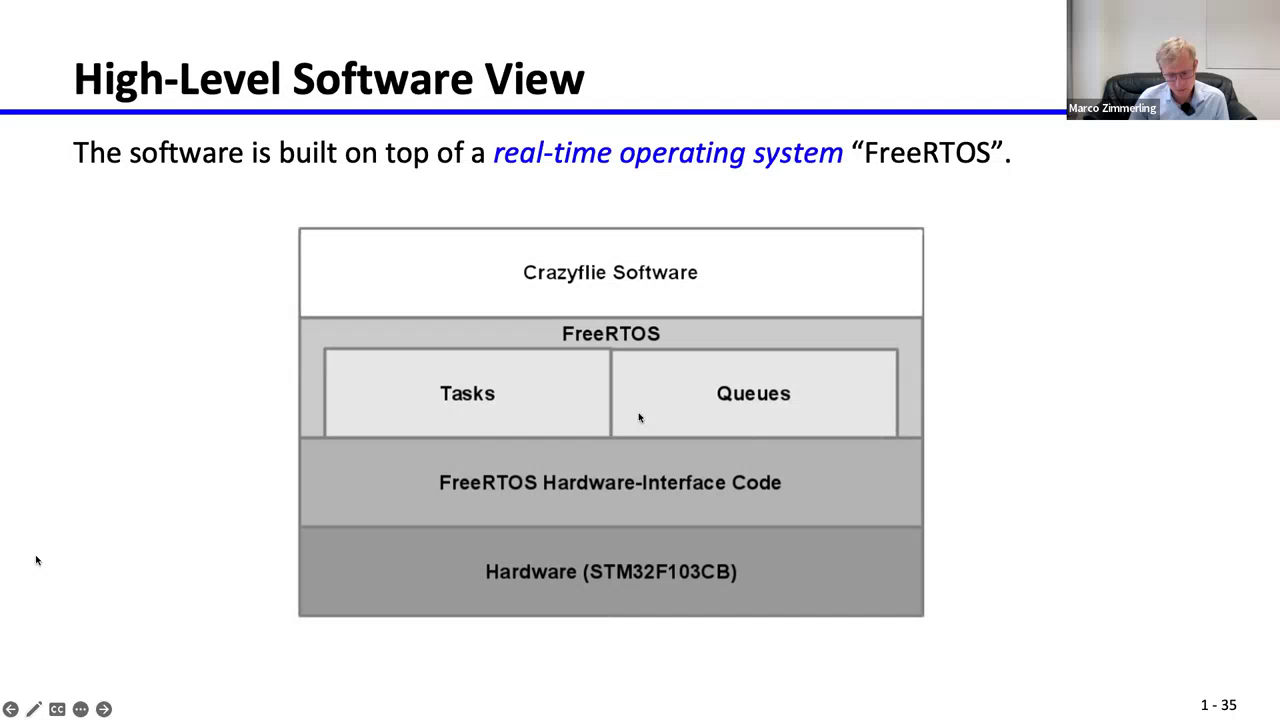 High-Level Software View
Marco Zimmerling
The software is built on top of a real-time operating system “FreeRTOS”.
Crazyflie Software
FreeRTOS
Tasks
Queues
FreeRTOS Hardware-Interface Code
Hardware (STM32F103CB)
CC
1 - 35